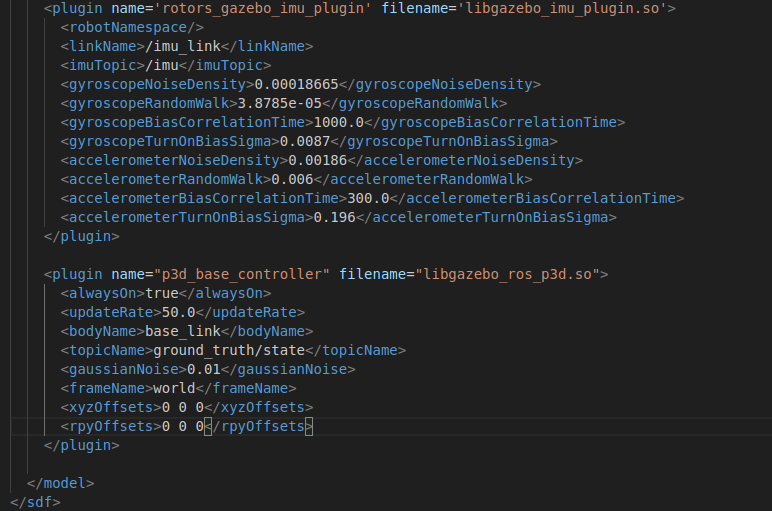 <plugin name='rotors_gazebo_imu_plugin' filename='libgazebo_imu_plugin.so'>
<robotNamespace/>
<linkName>/imu_link</linkName>
<imuTopic>/imu</imuTopic>
<gyroscopeNoiseDensity>0.00018665</gyroscopeNoiseDensity>
<gyroscopeRandomWalk>3.8785e-05</gyroscopeRandomWalk>
<gyroscopeBiasCorrelationTime>1000.0</gyroscopeBiasCorrelationTime>
<gyroscopeTurnOnBiasSigma>0.0087</gyroscopeTurnOnBiasSigma>
<accelerometerNoiseDensity>0.00186</accelerometerNoiseDensity>
<accelerometerRandomWalk>0.006</accelerometerRandomWalk>
<accelerometerBiasCorrelationTime>300.0</accelerometerBiasCorrelationTime>
<accelerometerTurnOnBiasSigma>0.196</accelerometerTurnOnBiasSigma>
</plugin>
<plugin name="p3d_base_controller" filename="libgazebo_ros_p3d.so">
<alwaysOn>true</alwaysOn>
<updateRate>50.0</updateRate>
<bodyName>base_link</bodyName>
<topicName>ground_truth/state</topicName>
<gaussianNoise>0.01</gaussianNoise>
<frameName>world</frameName>
<xyzOffsets>0 0 0</xyzOffsets>
<rpyOffsets>0 0 0</rpyOffsets>
</plugin>
</model>
</sdf>